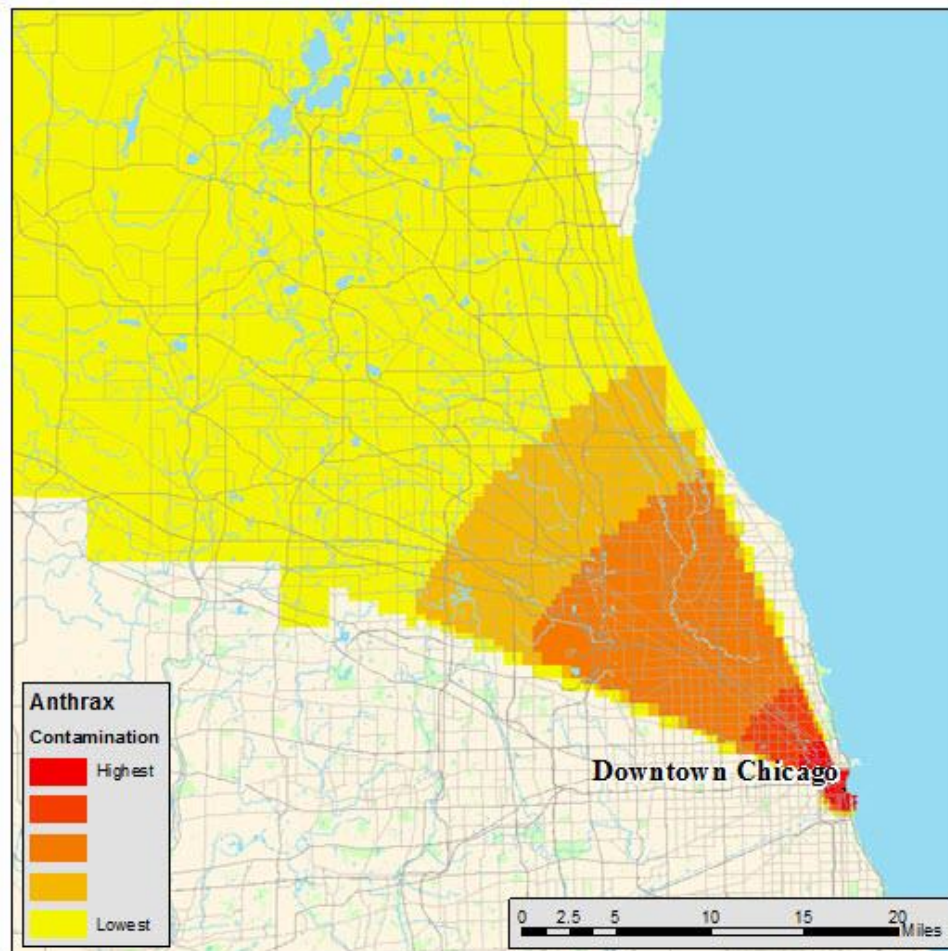 Downtown Chicago
Anthrax
Contamination
Highest
Lowest
0 2.5 5 10 15 20
Miles